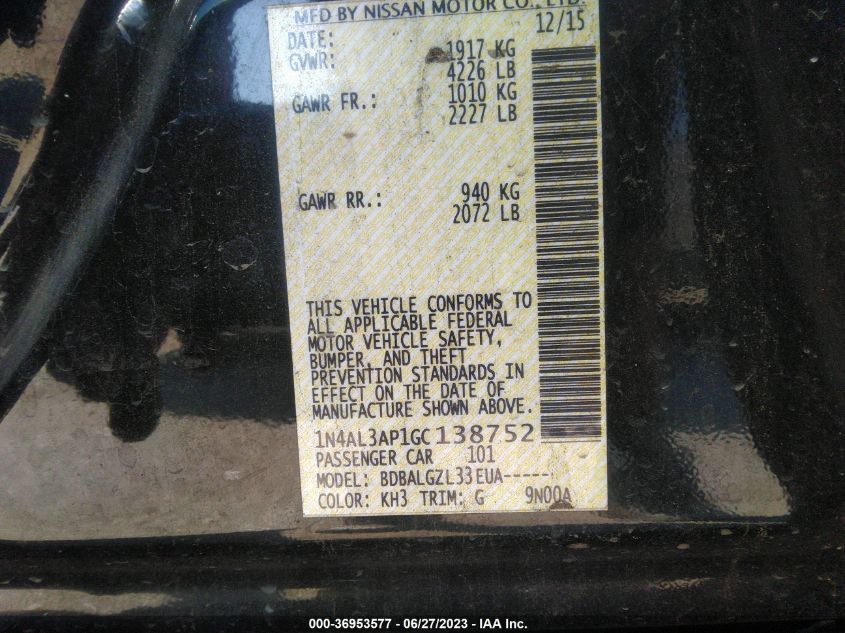 MFD BY NISSAN MOTOR CO., LTD.
DATE: 12/15
GVWR: 1917 KG
4226 LB
GAWR FR.: 1010 KG
2227 LB
GAWR RR.: 940 KG
2072 LB
THIS VEHICLE CONFORMS TO
ALL APPLICABLE FEDERAL
MOTOR VEHICLE SAFETY,
BUMPER, AND THEFT
PREVENTION STANDARDS IN
EFFECT ON THE DATE OF
MANUFACTURE SHOWN ABOVE.
1N4AL3AP1GC138752
PASSENGER CAR 101
MODEL: BDBALGZL33EUA-----
COLOR: KH3 TRIM: G 9N00A
000-36953577 - 06/27/2023 - IAA Inc.